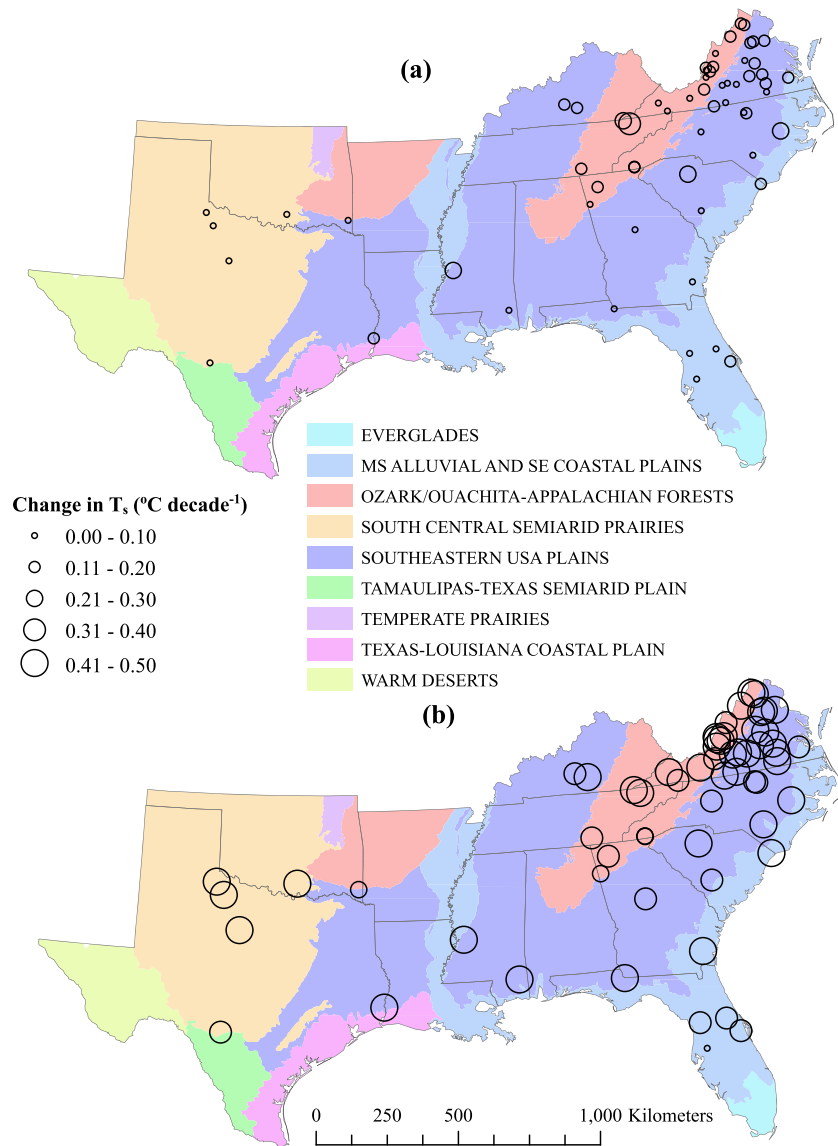 (a)
EVERGLADES
MS ALLUVIAL AND SE COASTAL PLAINS
OZARK/OUACHITA-APPALACHIAN FORESTS
SOUTH CENTRAL SEMIARID PRAIRIES
SOUTHEASTERN USA PLAINS
TAMAULIPAS-TEXAS SEMIARID PLAIN
TEMPERATE PRAIRIES
TEXAS-LOUISIANA COASTAL PLAIN
WARM DESERTS
Change in Ts (ºC decade-1)
0.00 - 0.10
0.11 - 0.20
0.21 - 0.30
0.31 - 0.40
0.41 - 0.50
(b)
0 250 500 1,000 Kilometers